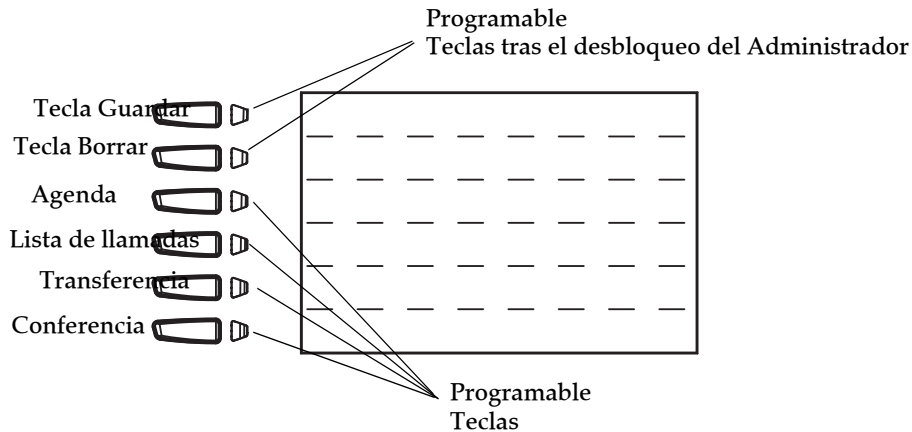 Programable
Teclas tras el desbloqueo del Administrador
Tecla Guardar
Tecla Borrar
Agenda
Lista de llamadas
Transferencia
Conferencia
Programable
Teclas